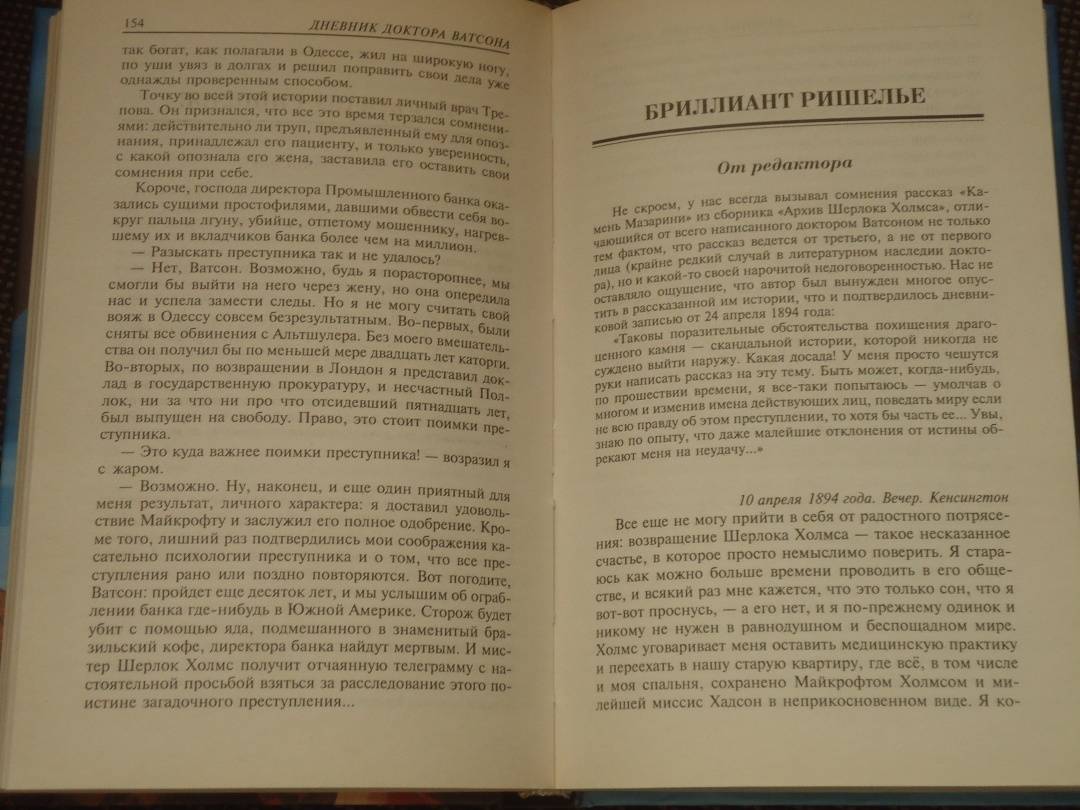 154
ДНЕВНИК ДОКТОРА ВАТСОНА
так богат, как полагали в Одессе, жил на широкую ногу,
по уши увяз в долгах и решил поправить свои дела уже
однажды проверенным способом.
Точку во всей этой истории поставил личный врач Тре-
пова. Он признался, что все это время терзался сомнени-
ями: действительно ли труп, предъявленный ему для опоз-
нания, принадлежал его пациенту, и только уверенность,
с какой опознала его жена, заставила его оставить свои
сомнения при себе.
Короче, господа директора Промышленного банка ока-
зались сущими простофилями, давшими обвести себя во-
круг пальца лгуну, убийце, отпетому мошеннику, нагрев-
шему их и вкладчиков банка более чем на миллион.
— Разыскать преступника так и не удалось?
— Нет, Ватсон. Возможно, будь я порасторопнее, мы
смогли бы выйти на него через жену, но она опередила
нас и успела замести следы. Но я не могу считать свой
вояж в Одессу совсем безрезультатным. Во-первых, были
сняты все обвинения с Альтшулера. Без моего вмешатель-
ства он получил бы по меньшей мере двадцать лет каторги.
Во-вторых, по возвращении в Лондон я представил док-
лад в государственную прокуратуру, и несчастный Пол-
лок, ни за что ни про что отсидевший пятнадцать лет,
был выпущен на свободу. Право, это стоит поимки пре-
ступника.
— Это куда важнее поимки преступника! — возразил я
с жаром.
— Возможно. Ну, наконец, и еще один приятный для
меня результат, личного характера: я доставил удоволь-
ствие Майкрофту и заслужил его полное одобрение. Кро-
ме того, лишний раз подтвердились мои соображения ка-
сательно психологии преступника и о том, что все пре-
ступления рано или поздно повторяются. Вот погодите,
Ватсон: пройдет еще десяток лет, и мы услышим об ограб-
лении банка где-нибудь в Южной Америке. Сторож будет
убит с помощью яда, подмешанного в знаменитый бра-
зильский кофе, директора банка найдут мертвым. И мис-
тер Шерлок Холмс получит отчаянную телеграмму с на-
стоятельной просьбой взяться за расследование этого по-
истине загадочного преступления...
БРИЛЛИАНТ РИШЕЛЬЕ
От редактора
Не скроем, у нас всегда вызывал сомнения рассказ «Ка-
мень Мазарини» из сборника «Архив Шерлока Холмса», отли-
чающийся от всего написанного доктором Ватсоном не только
тем фактом, что рассказ ведется от третьего, а не от первого
лица (крайне редкий случай в литературном наследии докто-
ра), но и какой-то своей нарочитой недоговоренностью. Нас не
оставляло ощущение, что автор был вынужден многое опус-
тить в рассказанной им истории, что и подтвердилось дневни-
ковой записью от 24 апреля 1894 года:
«Таковы поразительные обстоятельства похищения драго-
ценного камня — скандальной истории, которой никогда не
суждено выйти наружу. Какая досада! У меня просто чешутся
руки написать рассказ на эту тему. Быть может, когда-нибудь,
по прошествии времени, я все-таки попытаюсь — умолчав о
многом и изменив имена действующих лиц, поведать миру если
не всю правду об этом преступлении, то хотя бы часть ее... Увы,
знаю по опыту, что даже малейшие отклонения от истины об-
рекают меня на неудачу...»
10 апреля 1894 года. Вечер. Кенсингтон
Все еще не могу прийти в себя от радостного потрясе-
ния: возвращение Шерлока Холмса — такое несказанное
счастье, в которое просто немыслимо поверить. Я стара-
юсь как можно больше времени проводить в его обще-
стве, и всякий раз мне кажется, что это только сон, что я
вот-вот проснусь, — а его нет, и я по-прежнему одинок и
никому не нужен в равнодушном и беспощадном мире.
Холмс уговаривает меня оставить медицинскую практику
и переехать в нашу старую квартиру, где всё, в том числе
и моя спальня, сохранено Майкрофтом Холмсом и ми-
лейшей миссис Хадсон в неприкосновенном виде. Я ко-